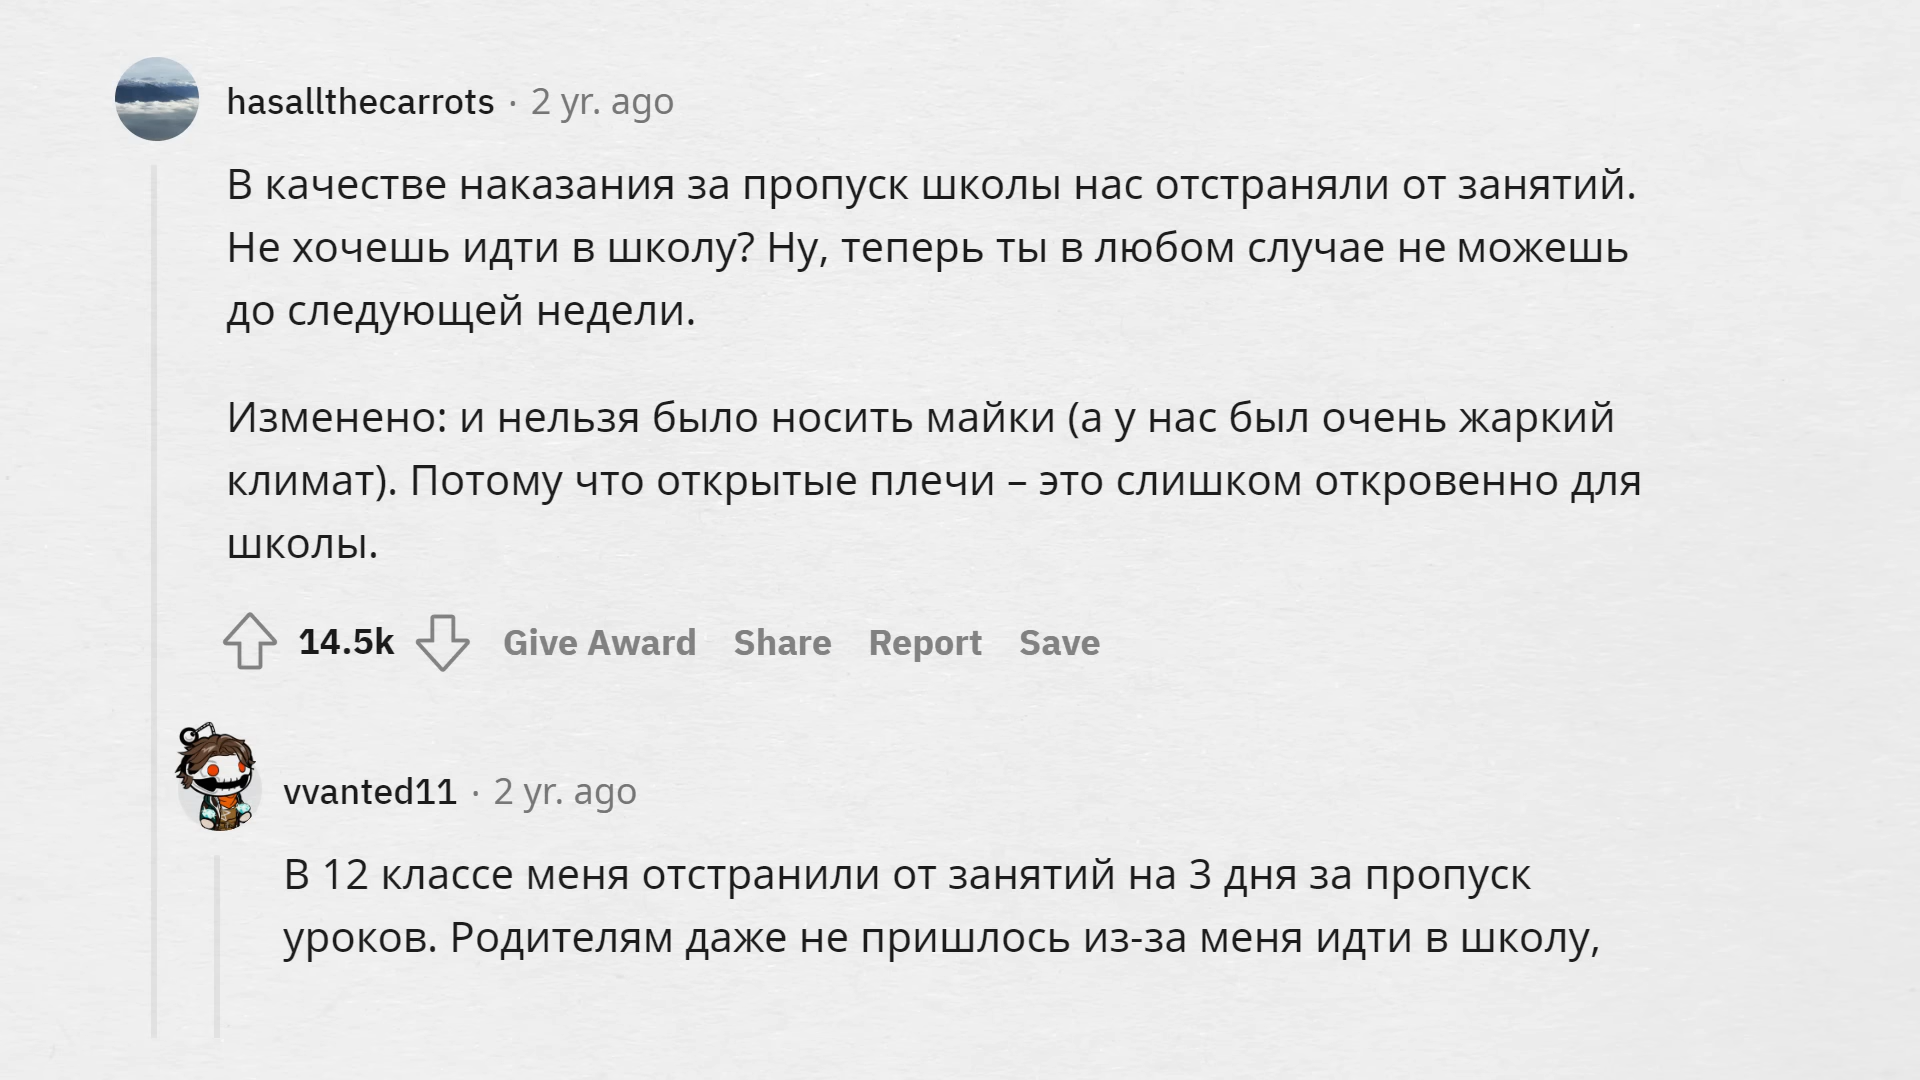 hasallthecarrots · 2 yr. ago
В качестве наказания за пропуск школы нас отстраняли от занятий.
Не хочешь идти в школу? Ну, теперь ты в любом случае не можешь
до следующей недели.
Изменено: и нельзя было носить майки (а у нас был очень жаркий
климат). Потому что открытые плечи – это слишком откровенно для
школы.
14.5k Give Award Share Report Save
vvanted11 · 2 yr. ago
В 12 классе меня отстранили от занятий на 3 дня за пропуск
уроков. Родителям даже не пришлось из-за меня идти в школу,